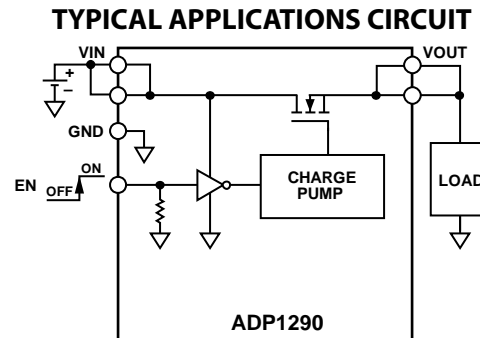 TYPICAL APPLICATIONS CIRCUIT
VIN
VOUT
+
–
GND
EN
OFF
ON
CHARGE
PUMP
LOAD
ADP1290